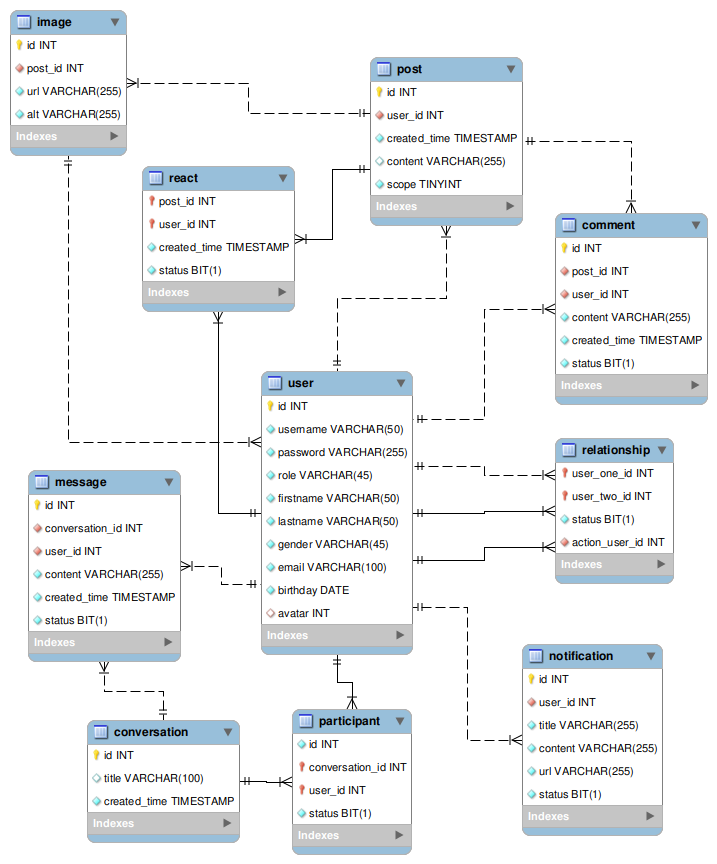 image
id INT
post_id INT
url VARCHAR(255)
alt VARCHAR(255)
Indexes
post
id INT
user_id INT
created_time TIMESTAMP
content VARCHAR(255)
scope TINYINT
Indexes
react
post_id INT
user_id INT
created_time TIMESTAMP
status BIT(1)
Indexes
comment
id INT
post_id INT
user_id INT
content VARCHAR(255)
created_time TIMESTAMP
status BIT(1)
Indexes
user
id INT
username VARCHAR(50)
password VARCHAR(255)
role VARCHAR(45)
firstname VARCHAR(50)
lastname VARCHAR(50)
gender VARCHAR(45)
email VARCHAR(100)
birthday DATE
avatar INT
Indexes
relationship
user_one_id INT
user_two_id INT
status BIT(1)
action_user_id INT
Indexes
message
id INT
conversation_id INT
user_id INT
content VARCHAR(255)
created_time TIMESTAMP
status BIT(1)
Indexes
notification
id INT
user_id INT
title VARCHAR(255)
content VARCHAR(255)
url VARCHAR(255)
status BIT(1)
Indexes
conversation
id INT
title VARCHAR(100)
created_time TIMESTAMP
Indexes
participant
id INT
conversation_id INT
user_id INT
status BIT(1)
Indexes